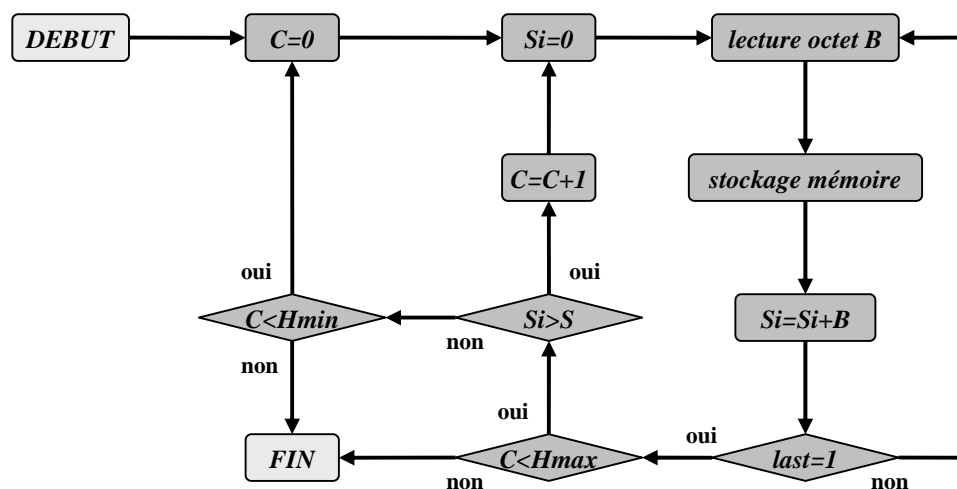 DEBUT
C=0
Si=0
lecture octet B
C=C+1
stockage mémoire
oui
oui
C<Hmin
Si>S
Si=Si+B
non
non
oui
oui
FIN
C<Hmax
last=1
non
non